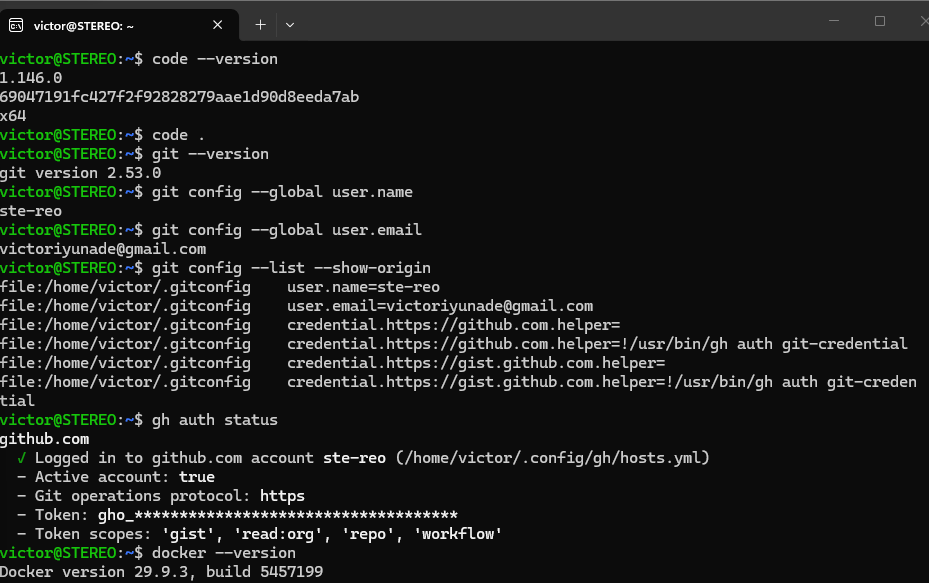 victor@STEREO: ~
victor@STEREO:~$ code --version
1.146.0
69047191fc427f2f92828279aae1d90d8eeda7ab
x64
victor@STEREO:~$ code .
victor@STEREO:~$ git --version
git version 2.53.0
victor@STEREO:~$ git config --global user.name
ste-reo
victor@STEREO:~$ git config --global user.email
victoriyunade@gmail.com
victor@STEREO:~$ git config --list --show-origin
file:/home/victor/.gitconfig    user.name=ste-reo
file:/home/victor/.gitconfig    user.email=victoriyunade@gmail.com
file:/home/victor/.gitconfig    credential.https://github.com.helper=
file:/home/victor/.gitconfig    credential.https://github.com.helper=!/usr/bin/gh auth git-credential
file:/home/victor/.gitconfig    credential.https://gist.github.com.helper=
file:/home/victor/.gitconfig    credential.https://gist.github.com.helper=!/usr/bin/gh auth git-creden
tial
victor@STEREO:~$ gh auth status
github.com
  ✓ Logged in to github.com account ste-reo (/home/victor/.config/gh/hosts.yml)
  - Active account: true
  - Git operations protocol: https
  - Token: gho_************************************
  - Token scopes: 'gist', 'read:org', 'repo', 'workflow'
victor@STEREO:~$ docker --version
Docker version 29.9.3, build 5457199